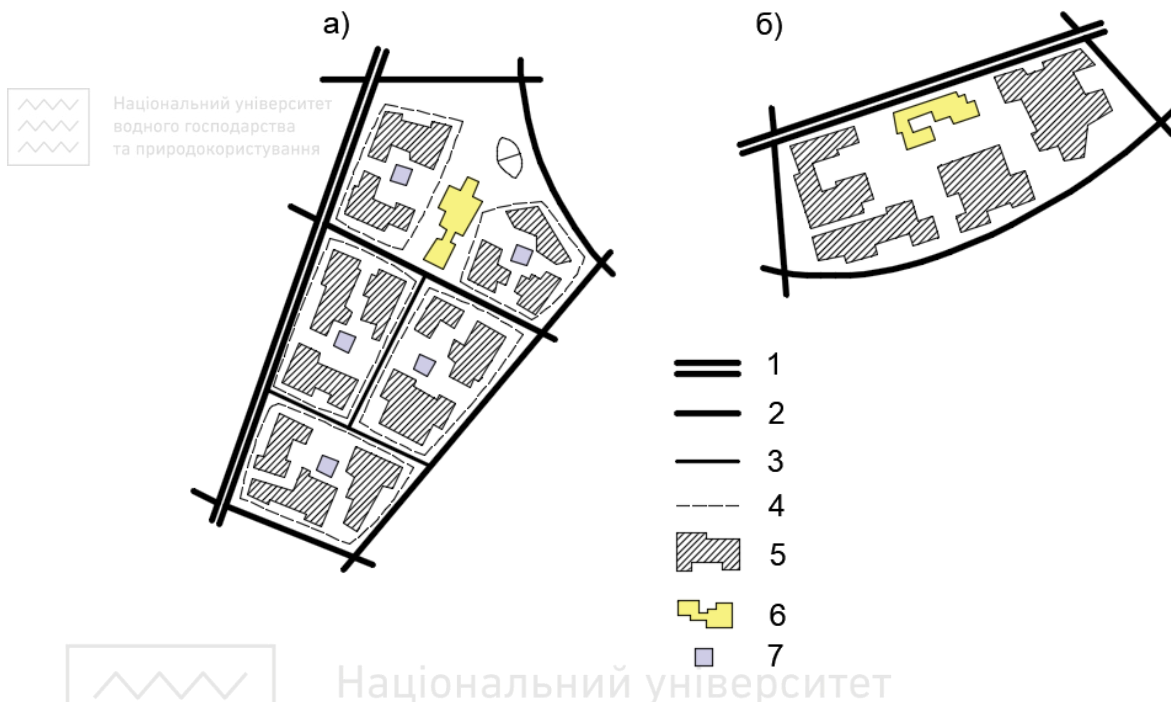 а)
б)
Національний університет
водного господарства
та природокористування
1
2
3
4
5
6
7
Національний університет